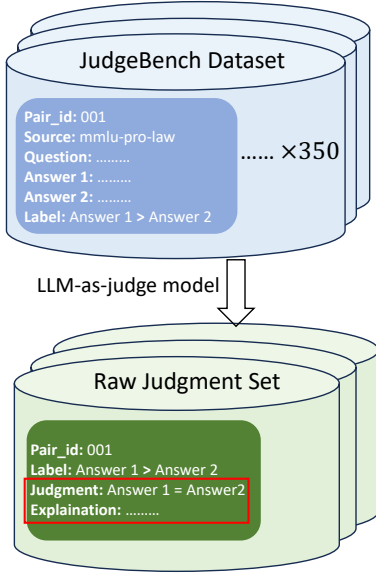 JudgeBench Dataset
Pair_id: 001
Source: mmlu-pro-law
Question: .........
Answer 1: .........
Answer 2: .........
Label: Answer 1 > Answer 2
...... ×350
LLM-as-judge model
Raw Judgment Set
Pair_id: 001
Label: Answer 1 > Answer 2
Judgment: Answer 1 = Answer2
Explaination: .........